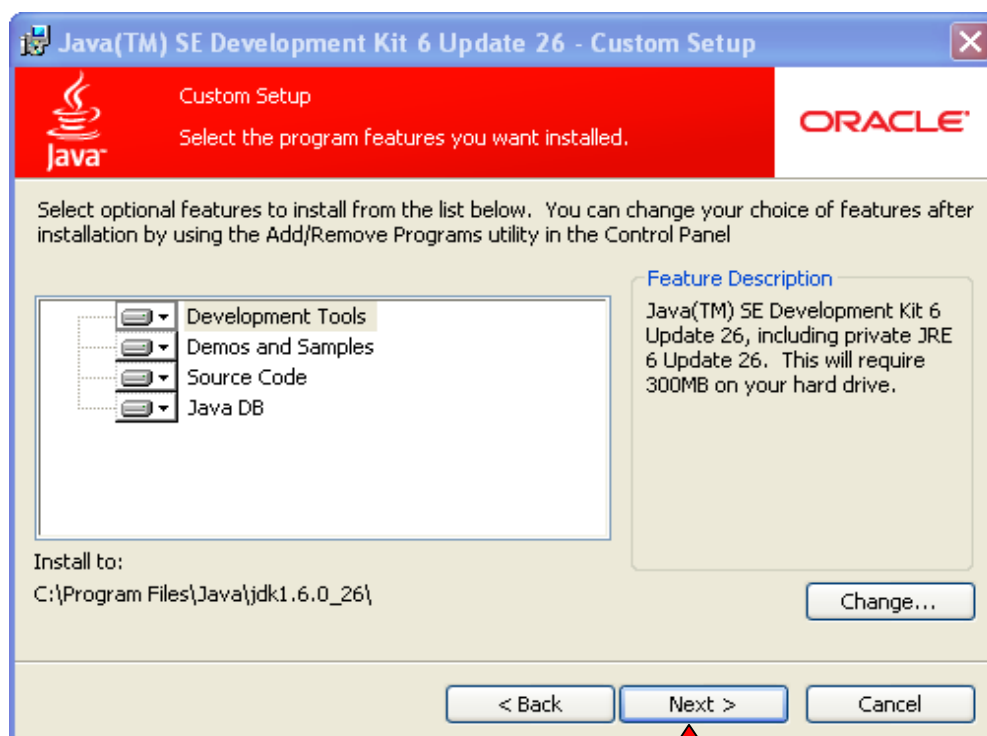 Java(TM) SE Development Kit 6 Update 26 - Custom Setup
Java™
Custom Setup
Select the program features you want installed.
ORACLE®
Select optional features to install from the list below.  You can change your choice of features after
installation by using the Add/Remove Programs utility in the Control Panel
Development Tools
Demos and Samples
Source Code
Java DB
Feature Description
Java(TM) SE Development Kit 6
Update 26, including private JRE
6 Update 26.  This will require
300MB on your hard drive.
Install to:
C:\Program Files\Java\jdk1.6.0_26\
Change...
< Back
Next >
Cancel